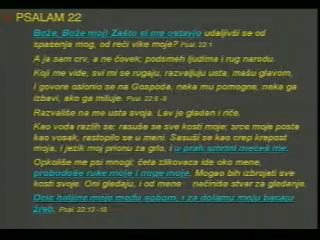 PSALAM 22
Bože, Bože moj! Zašto si me ostavio udaljivši se od
spasenja mog, od reči vike moje? Psal. 22:1
A ja sam crv, a ne čovek; podsmeh ljudima i rug narodu.
Koji me vide, svi mi se rugaju, razvaljuju usta, mašu glavom,
I govore oslonio se na Gospoda, neka mu pomogne, neka ga
izbavi, ako ga miluje. Psal. 22:6-8
Razvališe na me usta svoja. Lav je gladan i riče.
Kao voda razlih se; rasuše se sve kosti moje; srce moje posta
kao vosak, rastopilo se u meni. Sasuši se kao crep krepost
moja; i jezik moj prionu za grlo, i u prah smrtni mećeš me.
Opkoliše me psi mnogi; četa zlikovaca ide oko mene,
probodoše ruke moje i noge moje. Mogao bih izbrojati sve
kosti svoje. Oni gledaju, i od mene načiniše stvar za gledanje.
Dele haljine moje među sobom, i za dolamu moju bacaju
žreb. Psal. 22:13-18